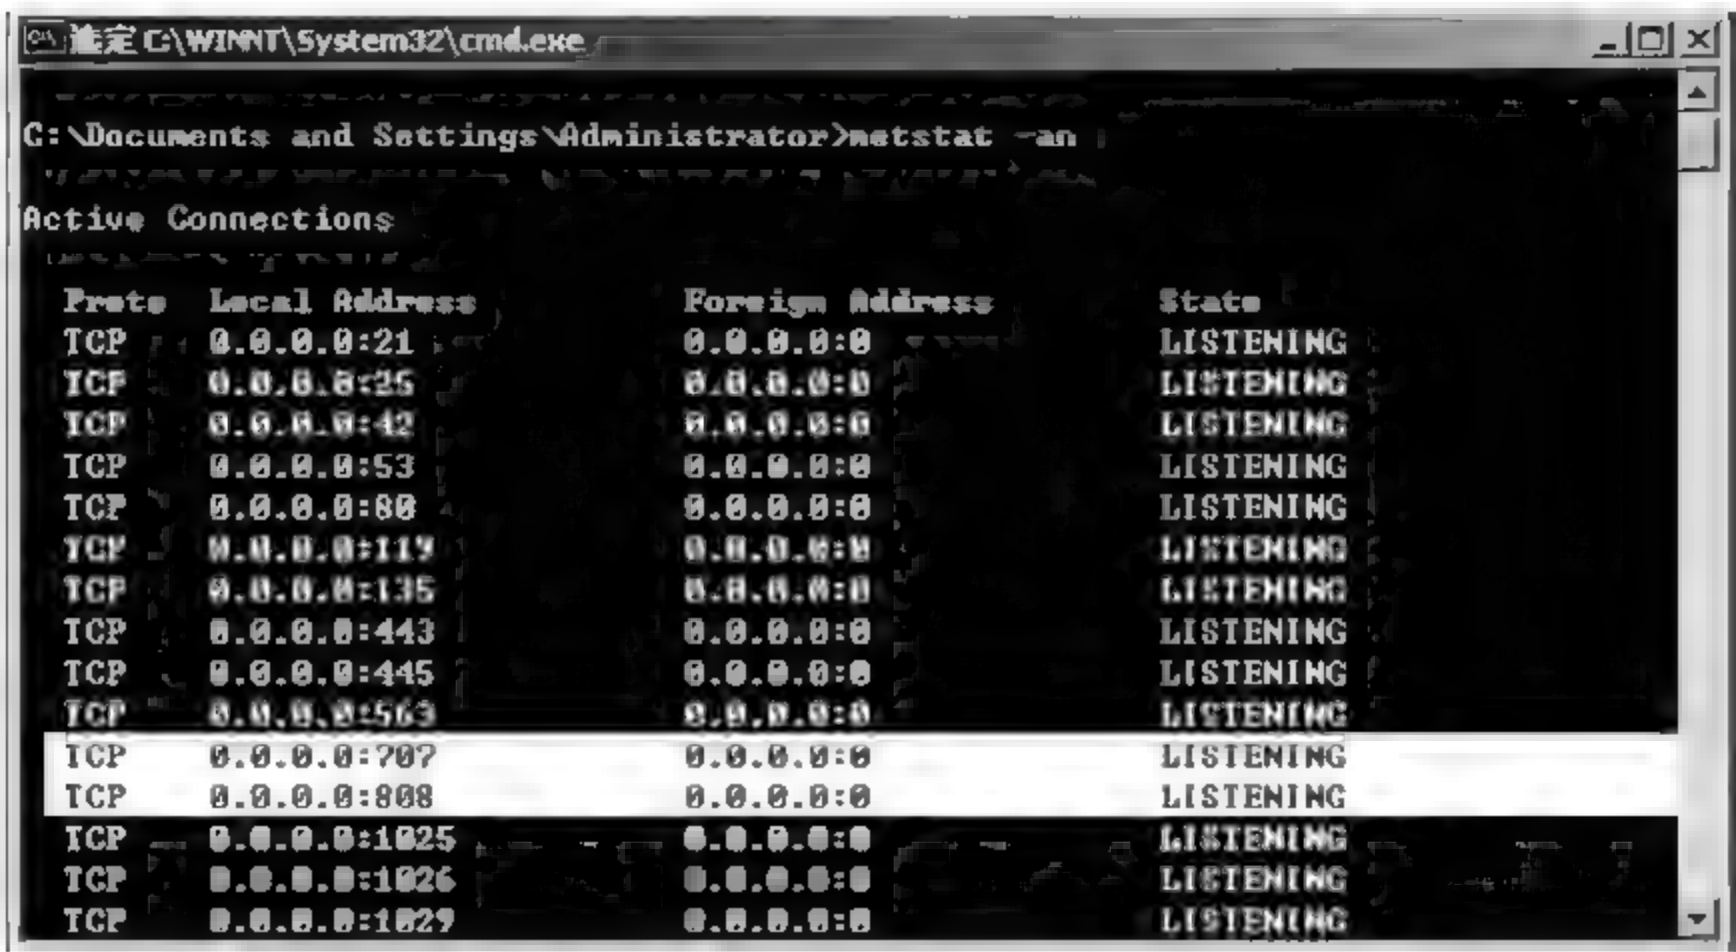 选定 C:\WINNT\System32\cmd.exe
C:\Documents and Settings\Administrator>netstat -an
Active Connections
Proto Local Address Foreign Address State
TCP 0.0.0.0:21 0.0.0.0:0 LISTENING
TCP 0.0.0.0:25 0.0.0.0:0 LISTENING
TCP 0.0.0.0:42 0.0.0.0:0 LISTENING
TCP 0.0.0.0:53 0.0.0.0:0 LISTENING
TCP 0.0.0.0:80 0.0.0.0:0 LISTENING
TCP 0.0.0.0:119 0.0.0.0:0 LISTENING
TCP 0.0.0.0:135 0.0.0.0:0 LISTENING
TCP 0.0.0.0:443 0.0.0.0:0 LISTENING
TCP 0.0.0.0:445 0.0.0.0:0 LISTENING
TCP 0.0.0.0:563 0.0.0.0:0 LISTENING
TCP 0.0.0.0:707 0.0.0.0:0 LISTENING
TCP 0.0.0.0:808 0.0.0.0:0 LISTENING
TCP 0.0.0.0:1025 0.0.0.0:0 LISTENING
TCP 0.0.0.0:1026 0.0.0.0:0 LISTENING
TCP 0.0.0.0:1029 0.0.0.0:0 LISTENING